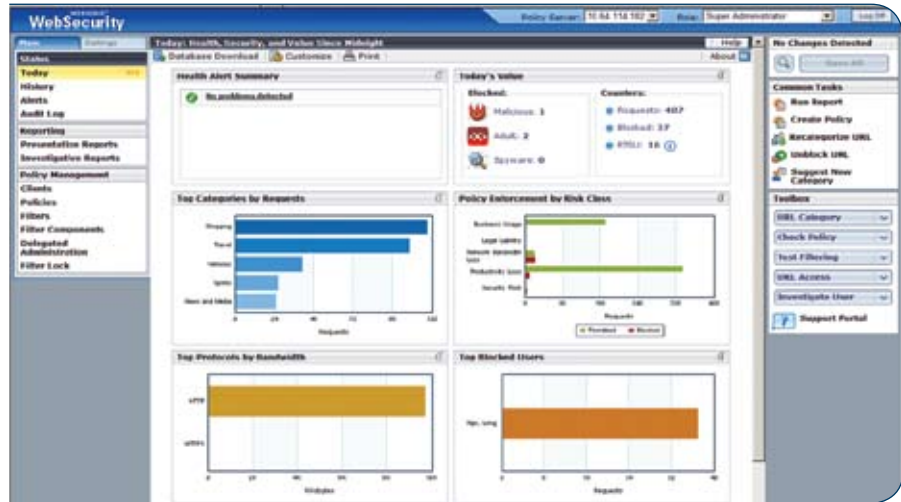 WebSecurity
Policy Server: 10.64.114.102
Role: Super Administrator
Log Off
Main
Settings
Today: Health, Security, and Value Since Midnight
Help
Database Download
Customize
Print
About
Status
Today
History
Alerts
Audit Log
Reporting
Presentation Reports
Investigative Reports
Policy Management
Clients
Policies
Filters
Filter Components
Delegated
Administration
Filter Lock
Health Alert Summary
No problems detected
Today's Value
Blocked:
Malicious: 1
Adult: 2
Spyware: 0
Counters:
Requests: 407
Blocked: 37
Top Categories by Requests
Shopping
Travel
Vehicles
Sports
News and Media
Requests
Policy Enforcement by Risk Class
Business Usage
Legal Liability
Network Bandwidth
Loss
Productivity Loss
Security Risk
Requests
Permitted
Blocked
Top Protocols by Bandwidth
HTTP
HTTPS
Top Blocked Users
Requests
No Changes Detected
Save All
Common Tasks
Run Report
Create Policy
Recategorize URL
Unblock URL
Suggest New
Category
Toolbox
URL Category
Check Policy
Test Filtering
URL Access
Investigate User
Support Portal